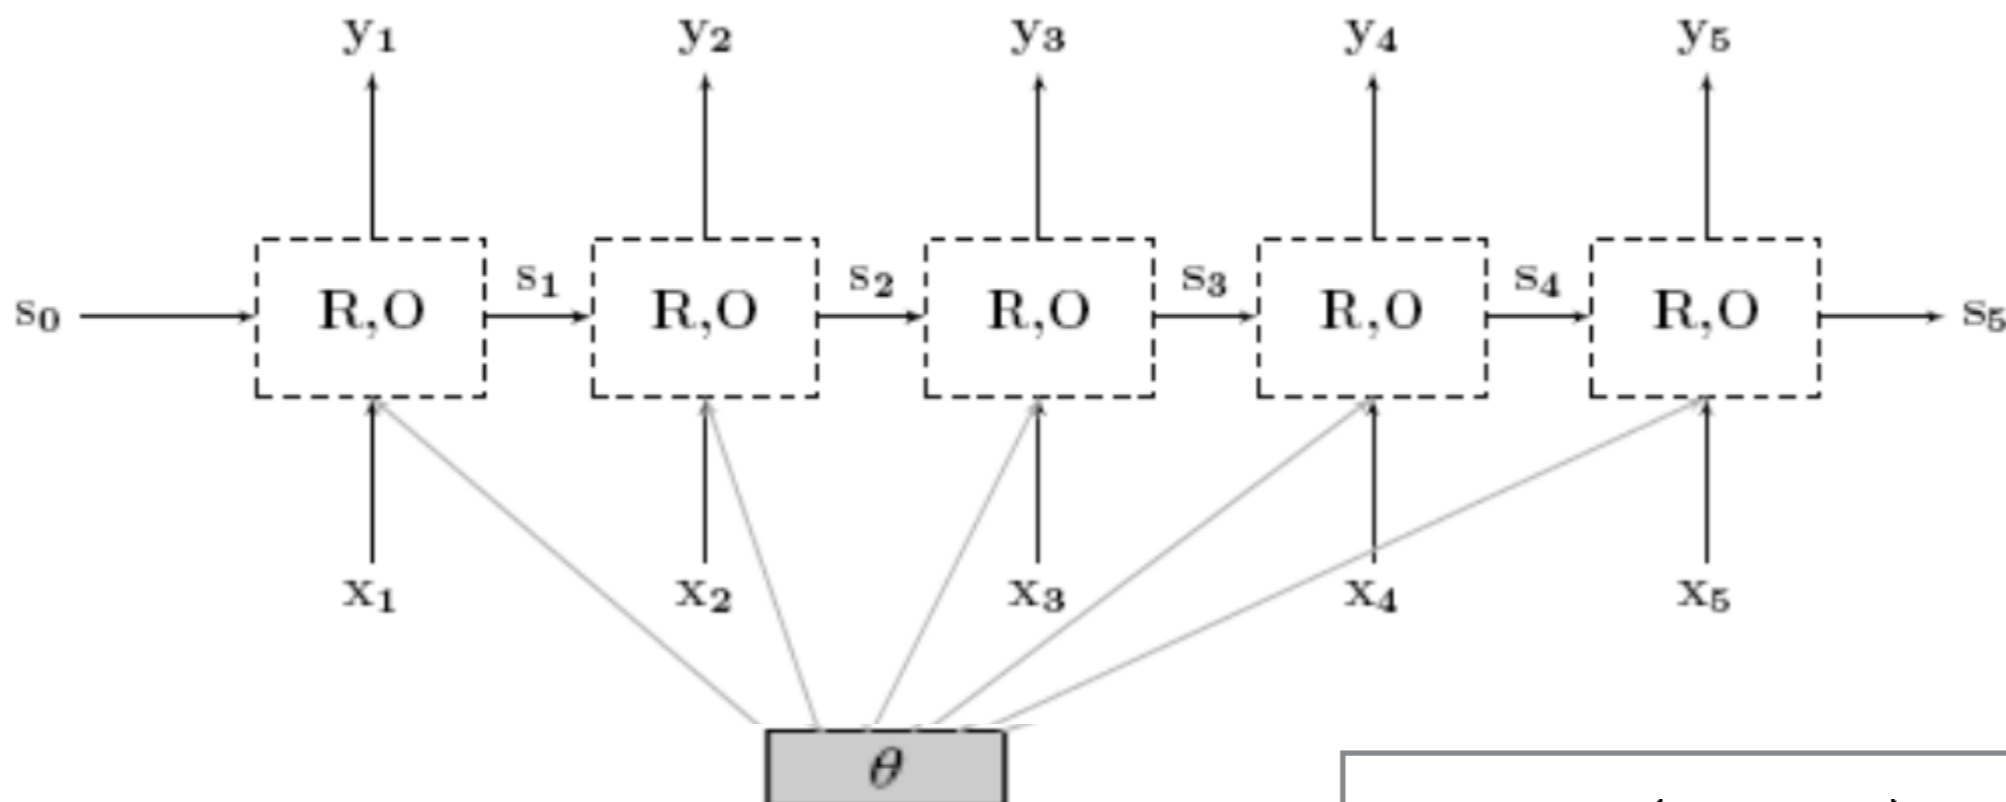 y₁ y₂ y₃ y₄ y₅
s₁ s₂ s₃ s₄
s₀ R,O R,O R,O R,O R,O s₅
x₁ x₂ x₃ x₄ x₅
θ